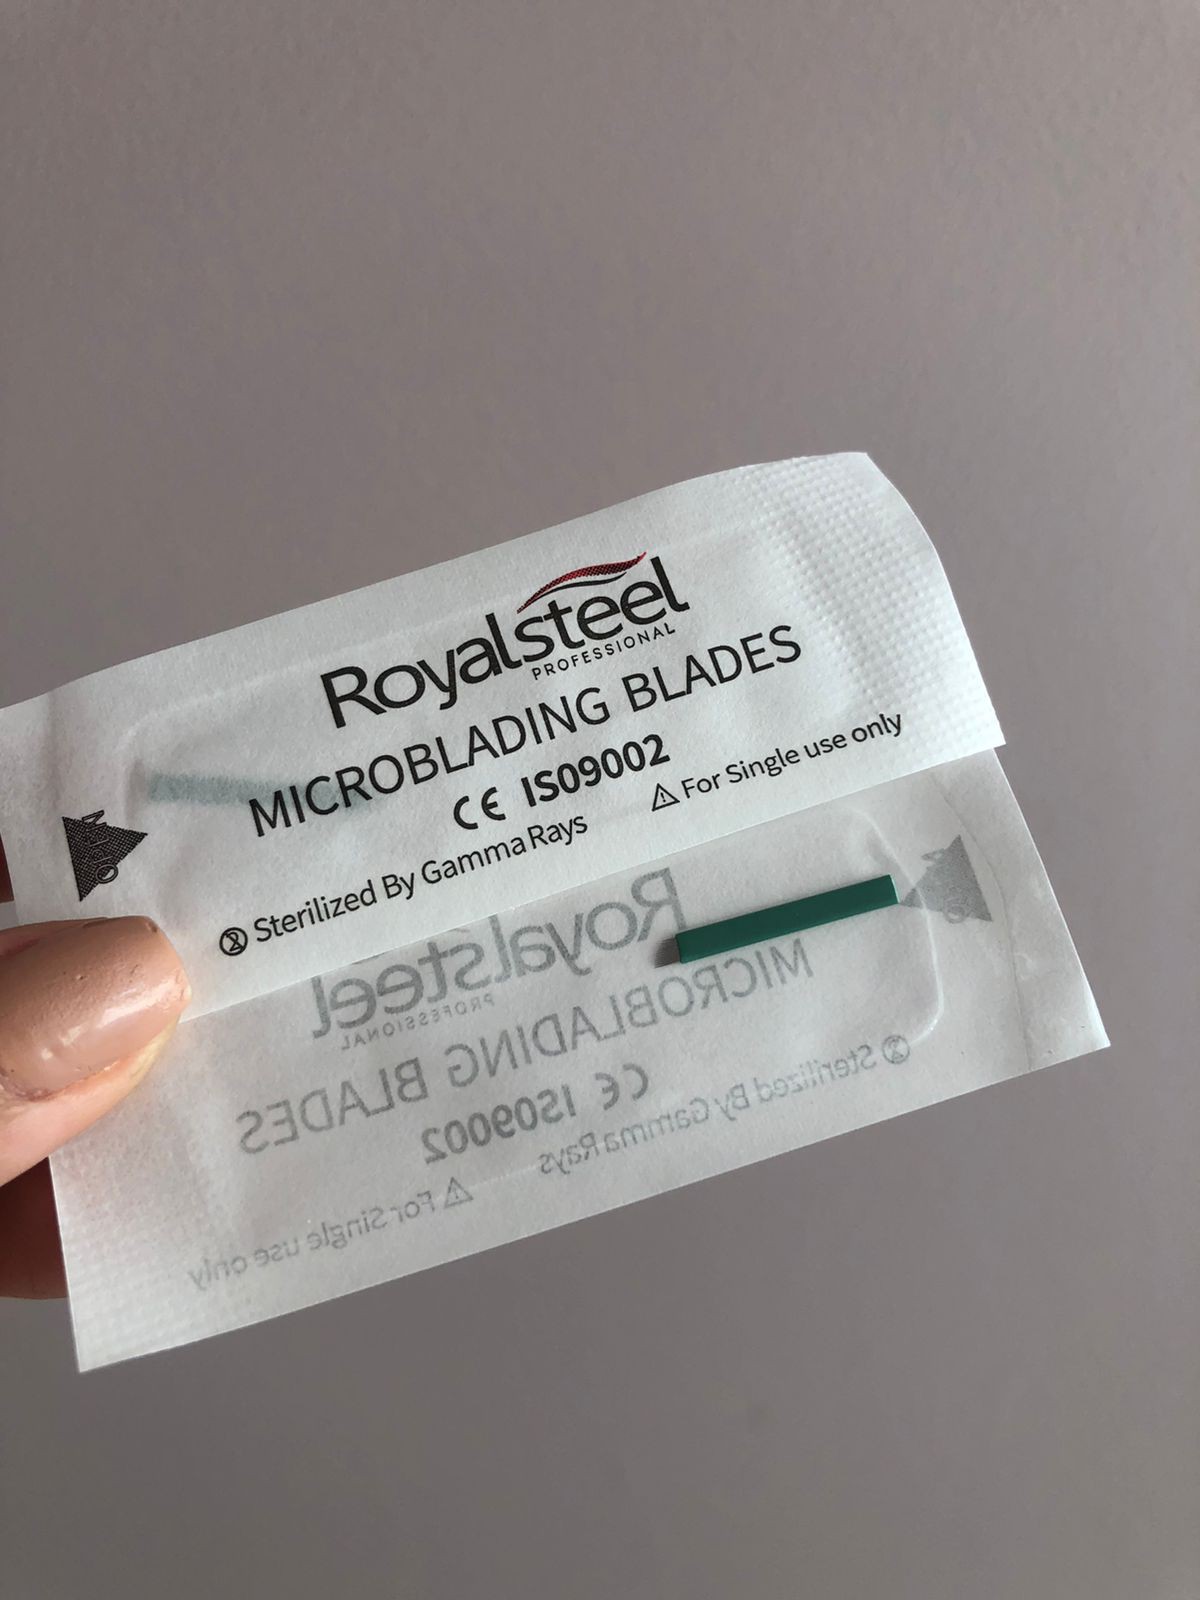 Royalsteel
PROFESSIONAL
MICROBLADING BLADES
CE IS09002
Sterilized By Gamma Rays
For Single use only
OPEN
Royalsteel
PROFESSIONAL
MICROBLADING BLADES
CE IS09002
Sterilized By Gamma Rays
For Single use only